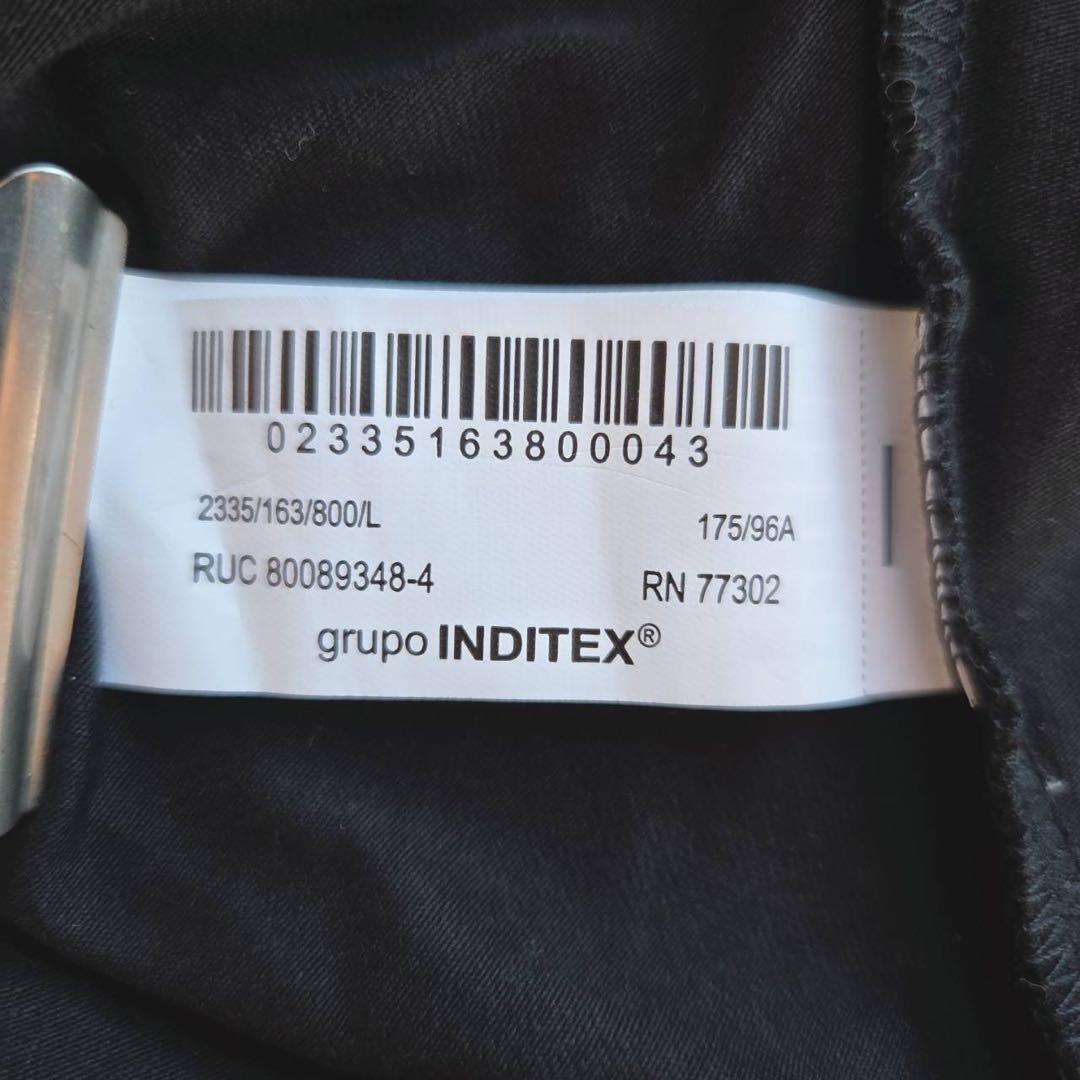 02335163800043
2335/163/800/L 175/96A
RUC 80089348-4 RN 77302
grupo INDITEX®